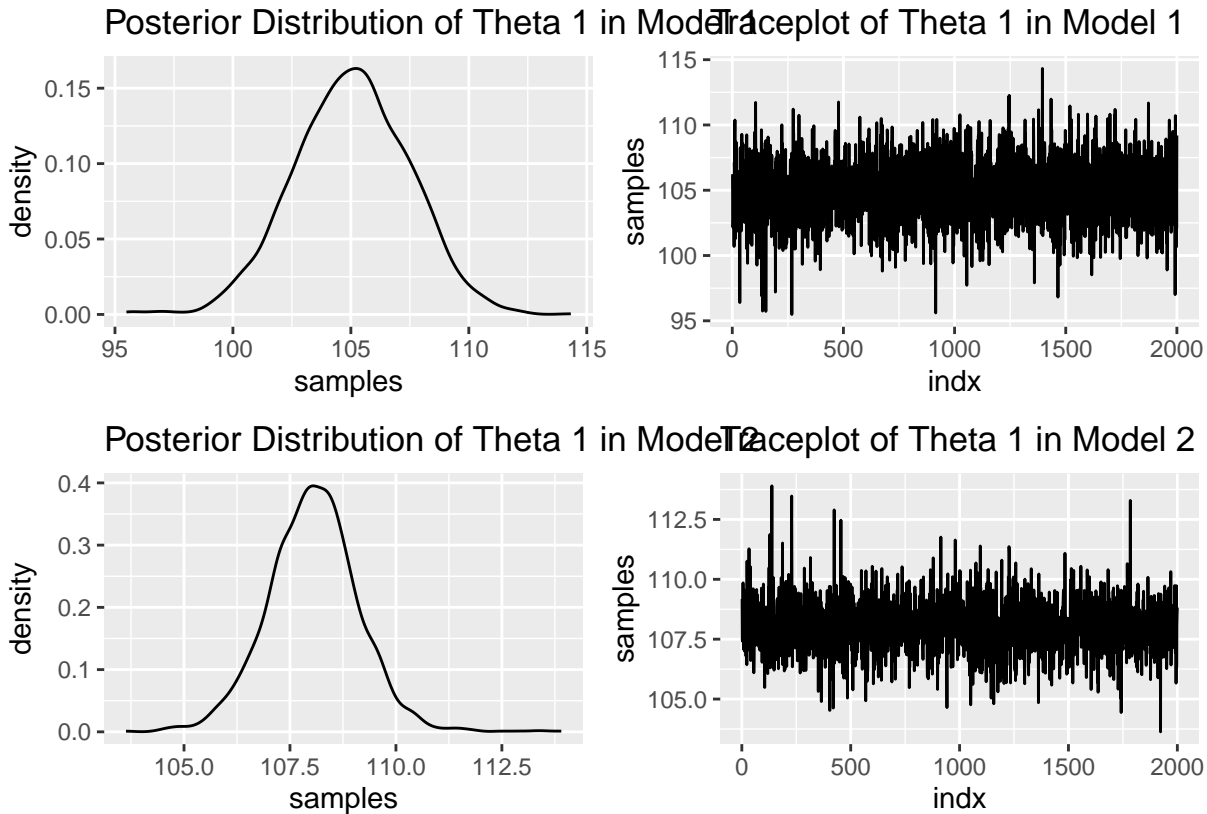 Posterior Distribution of Theta 1 in Model 1
0.15
0.10
0.05
0.00
density
95 100 105 110 115
samples
Traceplot of Theta 1 in Model 1
115
110
105
100
95
samples
0 500 1000 1500 2000
indx
Posterior Distribution of Theta 1 in Model 2
0.4
0.3
0.2
0.1
0.0
density
105.0 107.5 110.0 112.5
samples
Traceplot of Theta 1 in Model 2
112.5
110.0
107.5
105.0
samples
0 500 1000 1500 2000
indx